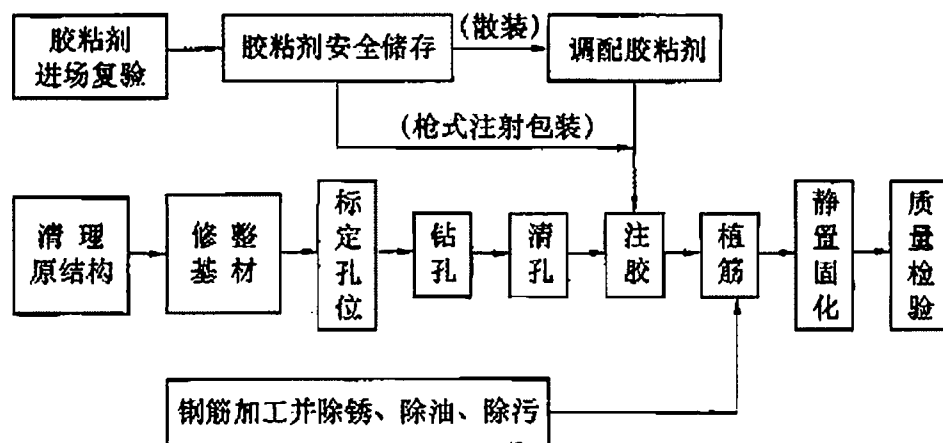 胶粘剂
进场复验
胶粘剂安全储存
(散装)
调配胶粘剂
(枪式注射包装)
清理
原结构
修整
基材
标定孔位
钻孔
清孔
注胶
植筋
静置固化
质量检验
钢筋加工并除锈、除油、除污